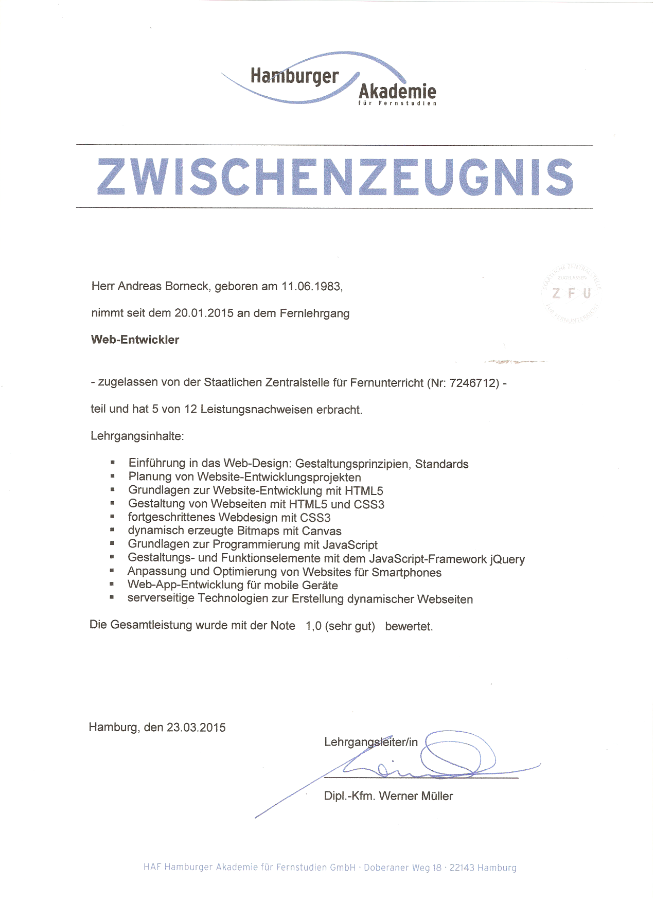 Hamburger
Akademie
für Fernstudien
ZWISCHENZEUGNIS
Herr Andreas Borneck, geboren am 11.06.1983,
nimmt seit dem 20.01.2015 an dem Fernlehrgang
Web-Entwickler
ZFU
- zugelassen von der Staatlichen Zentralstelle für Fernunterricht (Nr: 7246712) -
teil und hat 5 von 12 Leistungsnachweisen erbracht.
Lehrgangsinhalte:
▪ Einführung in das Web-Design: Gestaltungsprinzipien, Standards
▪ Planung von Website-Entwicklungsprojekten
▪ Grundlagen zur Website-Entwicklung mit HTML5
▪ Gestaltung von Webseiten mit HTML5 und CSS3
▪ fortgeschrittenes Webdesign mit CSS3
▪ dynamisch erzeugte Bitmaps mit Canvas
▪ Grundlagen zur Programmierung mit JavaScript
▪ Gestaltungs- und Funktionselemente mit dem JavaScript-Framework jQuery
▪ Anpassung und Optimierung von Websites für Smartphones
▪ Web-App-Entwicklung für mobile Geräte
▪ serverseitige Technologien zur Erstellung dynamischer Webseiten
Die Gesamtleistung wurde mit der Note 1,0 (sehr gut) bewertet.
Hamburg, den 23.03.2015
Lehrgangsleiter/in
Dipl.-Kfm. Werner Müller
HAF Hamburger Akademie für Fernstudien GmbH · Doberaner Weg 18 · 22143 Hamburg